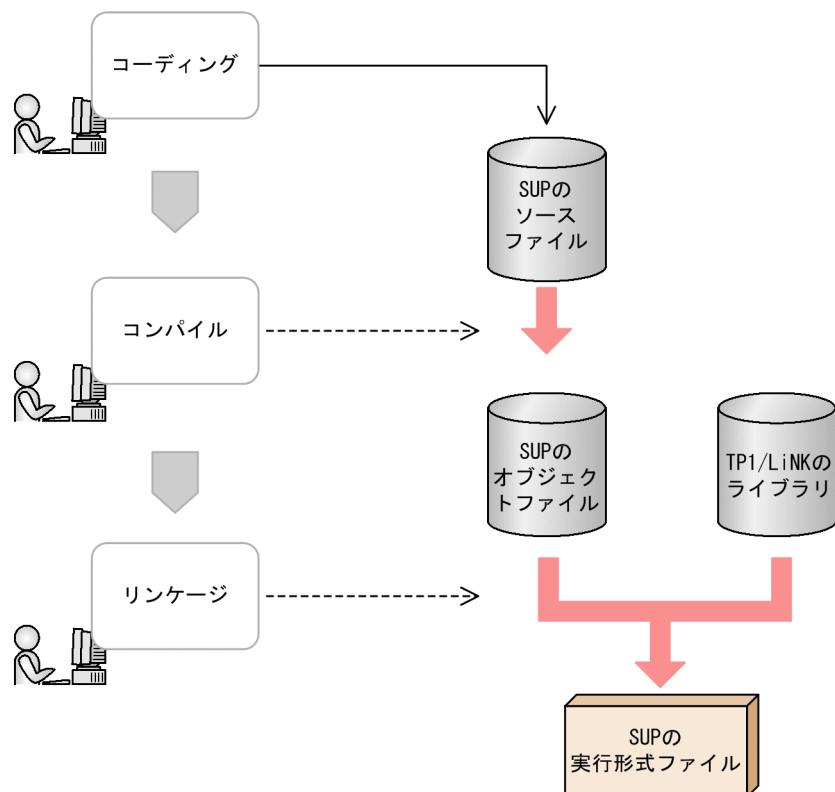 コーディング
SUPの
ソース
ファイル
コンパイル
SUPの
オブジェク
トファイル
TP1/LiNKの
ライブラリ
リンケージ
SUPの
実行形式ファイル